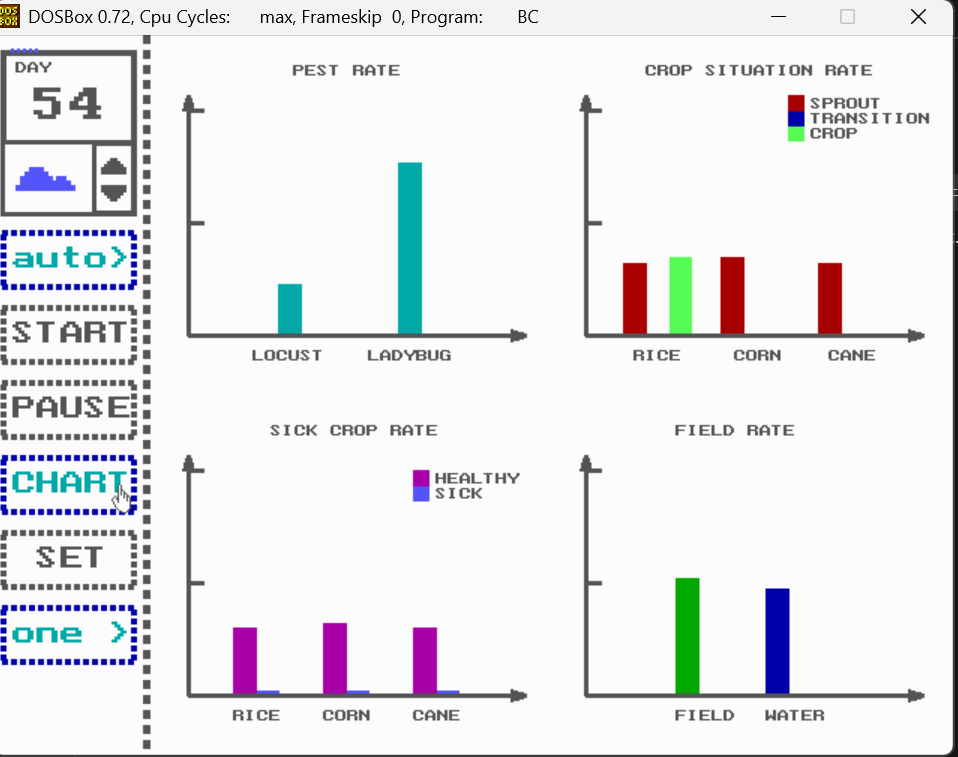 DOSBox 0.72, Cpu Cycles: max, Frameskip 0, Program: BC
DAY
54
auto>
START
PAUSE
CHART
SET
one >
PEST RATE
LOCUST LADYBUG
CROP SITUATION RATE
SPROUT
TRANSITION
CROP
RICE CORN CANE
SICK CROP RATE
HEALTHY
SICK
RICE CORN CANE
FIELD RATE
FIELD WATER